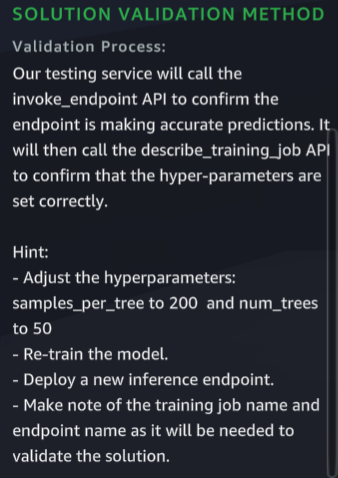 SOLUTION VALIDATION METHOD
Validation Process:
Our testing service will call the
invoke_endpoint API to confirm the
endpoint is making accurate predictions. It
will then call the describe_training_job API
to confirm that the hyper-parameters are
set correctly.
Hint:
- Adjust the hyperparameters:
samples_per_tree to 200 and num_trees
to 50
- Re-train the model.
- Deploy a new inference endpoint.
- Make note of the training job name and
endpoint name as it will be needed to
validate the solution.